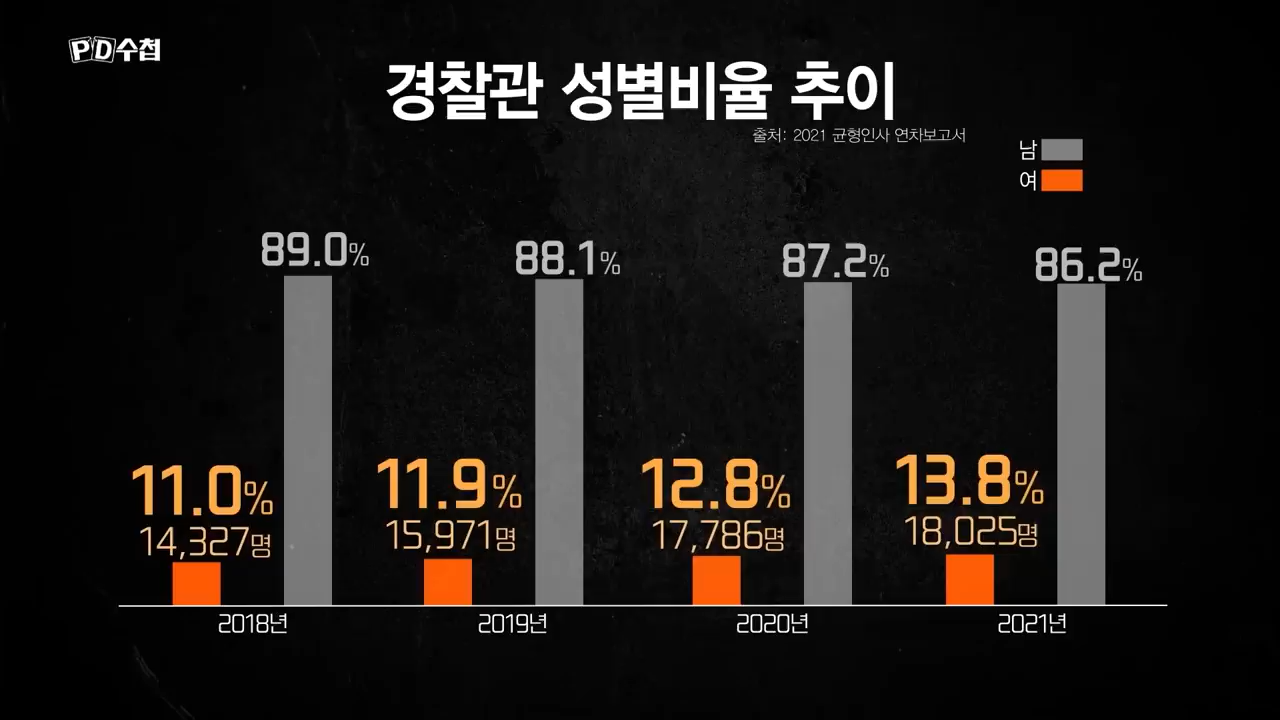 PD수첩
경찰관 성별비율 추이
출처: 2021 균형인사 연차보고서
남
여
89.0%
88.1%
87.2%
86.2%
11.0%
11.9%
12.8%
13.8%
14,327명
15,971명
17,786명
18,025명
2018년
2019년
2020년
2021년